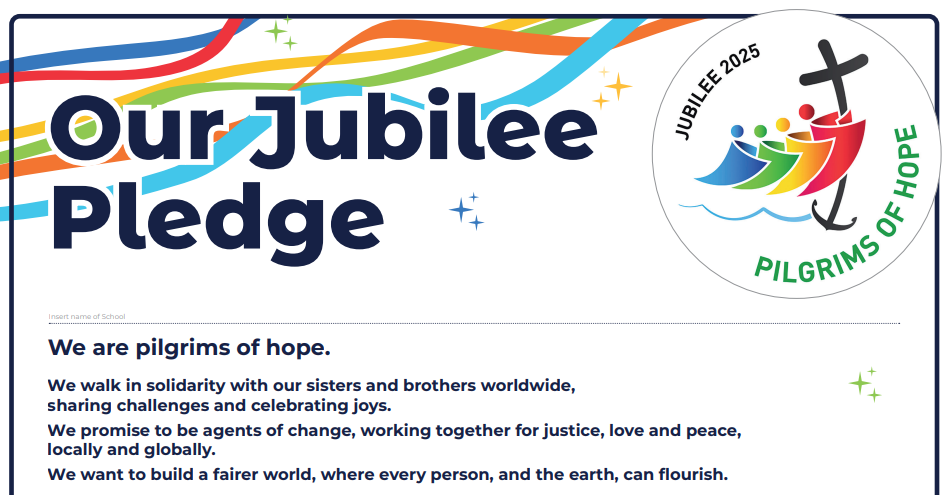 Our Jubilee
Pledge
JUBILEE 2025
PILGRIMS OF HOPE
Insert name of School
We are pilgrims of hope.
We walk in solidarity with our sisters and brothers worldwide,
sharing challenges and celebrating joys.
We promise to be agents of change, working together for justice, love and peace,
locally and globally.
We want to build a fairer world, where every person, and the earth, can flourish.